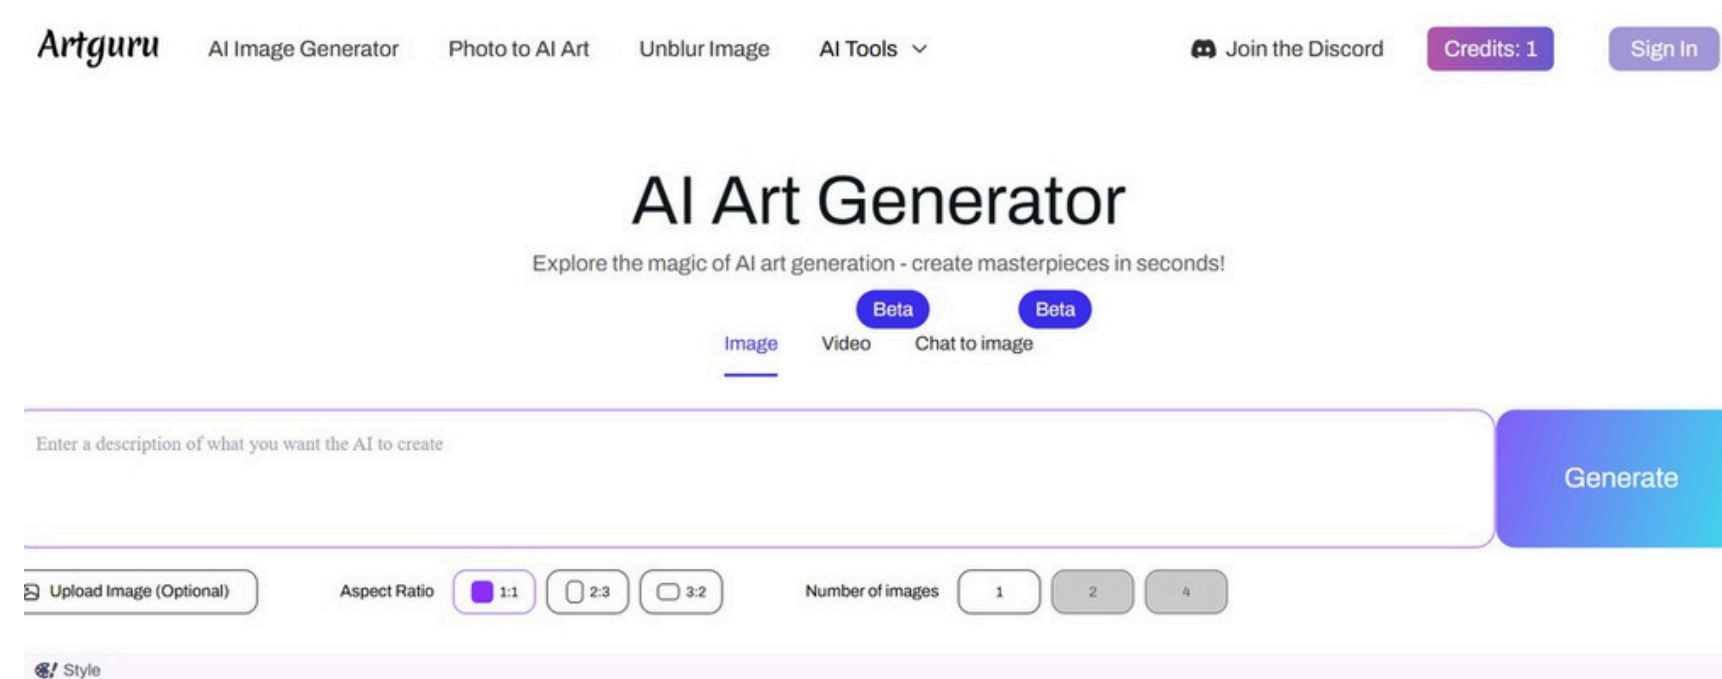 Artguru AI Image Generator Photo to AI Art Unblur Image AI Tools Join the Discord Credits: 1 Sign In
AI Art Generator
Explore the magic of AI art generation - create masterpieces in seconds!
Beta Beta
Image Video Chat to image
Enter a description of what you want the AI to create
Generate
Upload Image (Optional) Aspect Ratio 1:1 2:3 3:2 Number of images 1 2 4
Style